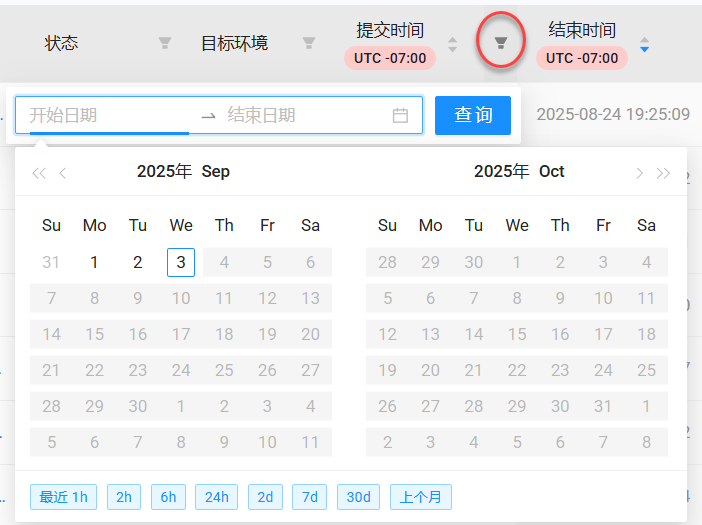 状态 目标环境 提交时间 结束时间
UTC -07:00 UTC -07:00
开始日期 → 结束日期 查询 2025-08-24 19:25:09
2025年 Sep 2025年 Oct
Su Mo Tu We Th Fr Sa Su Mo Tu We Th Fr Sa
31 1 2 3 4 5 6 28 29 30 1 2 3 4
7 8 9 10 11 12 13 5 6 7 8 9 10 11
14 15 16 17 18 19 20 12 13 14 15 16 17 18
21 22 23 24 25 26 27 19 20 21 22 23 24 25
28 29 30 1 2 3 4 26 27 28 29 30 31 1
5 6 7 8 9 10 11 2 3 4 5 6 7 8
最近 1h 2h 6h 24h 2d 7d 30d 上个月